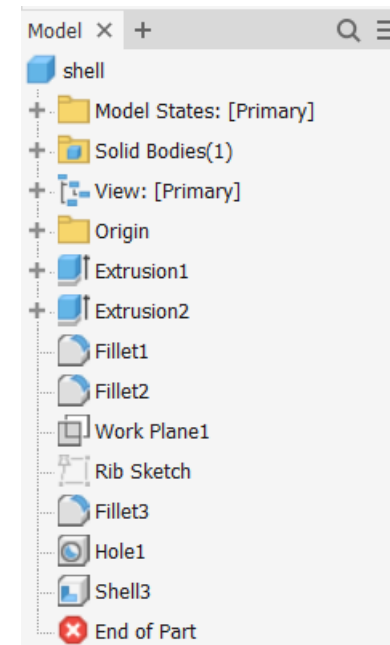 Model
shell
Model States: [Primary]
Solid Bodies(1)
View: [Primary]
Origin
Extrusion1
Extrusion2
Fillet1
Fillet2
Work Plane1
Rib Sketch
Fillet3
Hole1
Shell3
End of Part